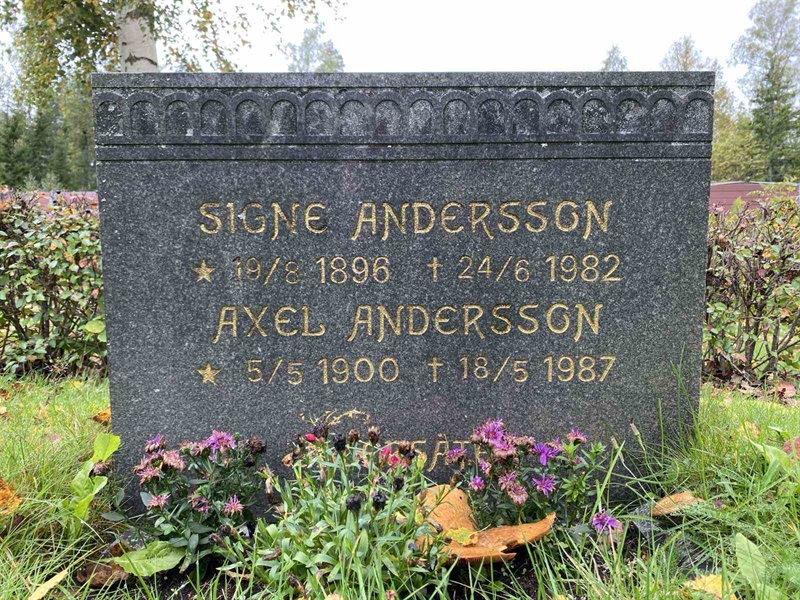 SIGNE ANDERSSON
★ 19/8 1896 † 24/6 1982
AXEL ANDERSSON
★ 5/5 1900 † 18/5 1987